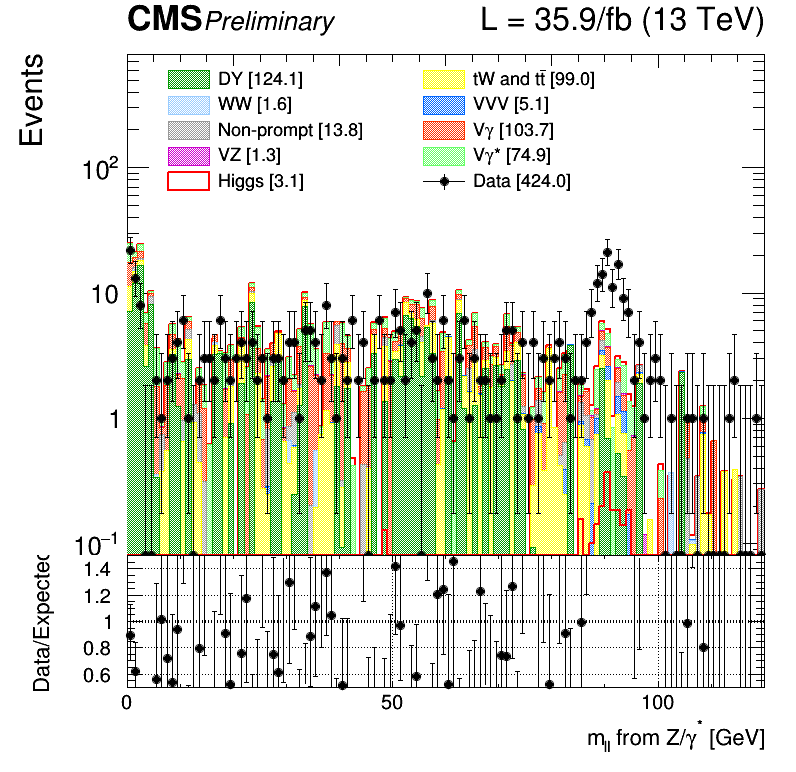 CMS Preliminary L = 35.9/fb (13 TeV)
Events
DY [124.1] tW and tt̄ [99.0]
WW [1.6] VVV [5.1]
Non-prompt [13.8] Vγ [103.7]
VZ [1.3] Vγ* [74.9]
Higgs [3.1] Data [424.0]
10²
10
1
10⁻¹
Data/Expected
1.4
1.2
1
0.8
0.6
0 50 100
m_ll from Z/γ* [GeV]